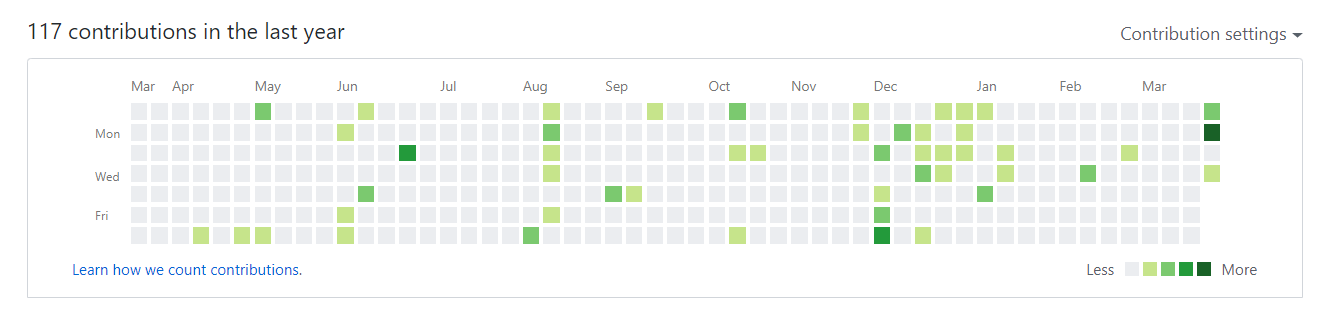 117 contributions in the last year
Contribution settings
Mar Apr May Jun Jul Aug Sep Oct Nov Dec Jan Feb Mar
Mon
Wed
Fri
Learn how we count contributions.
Less More